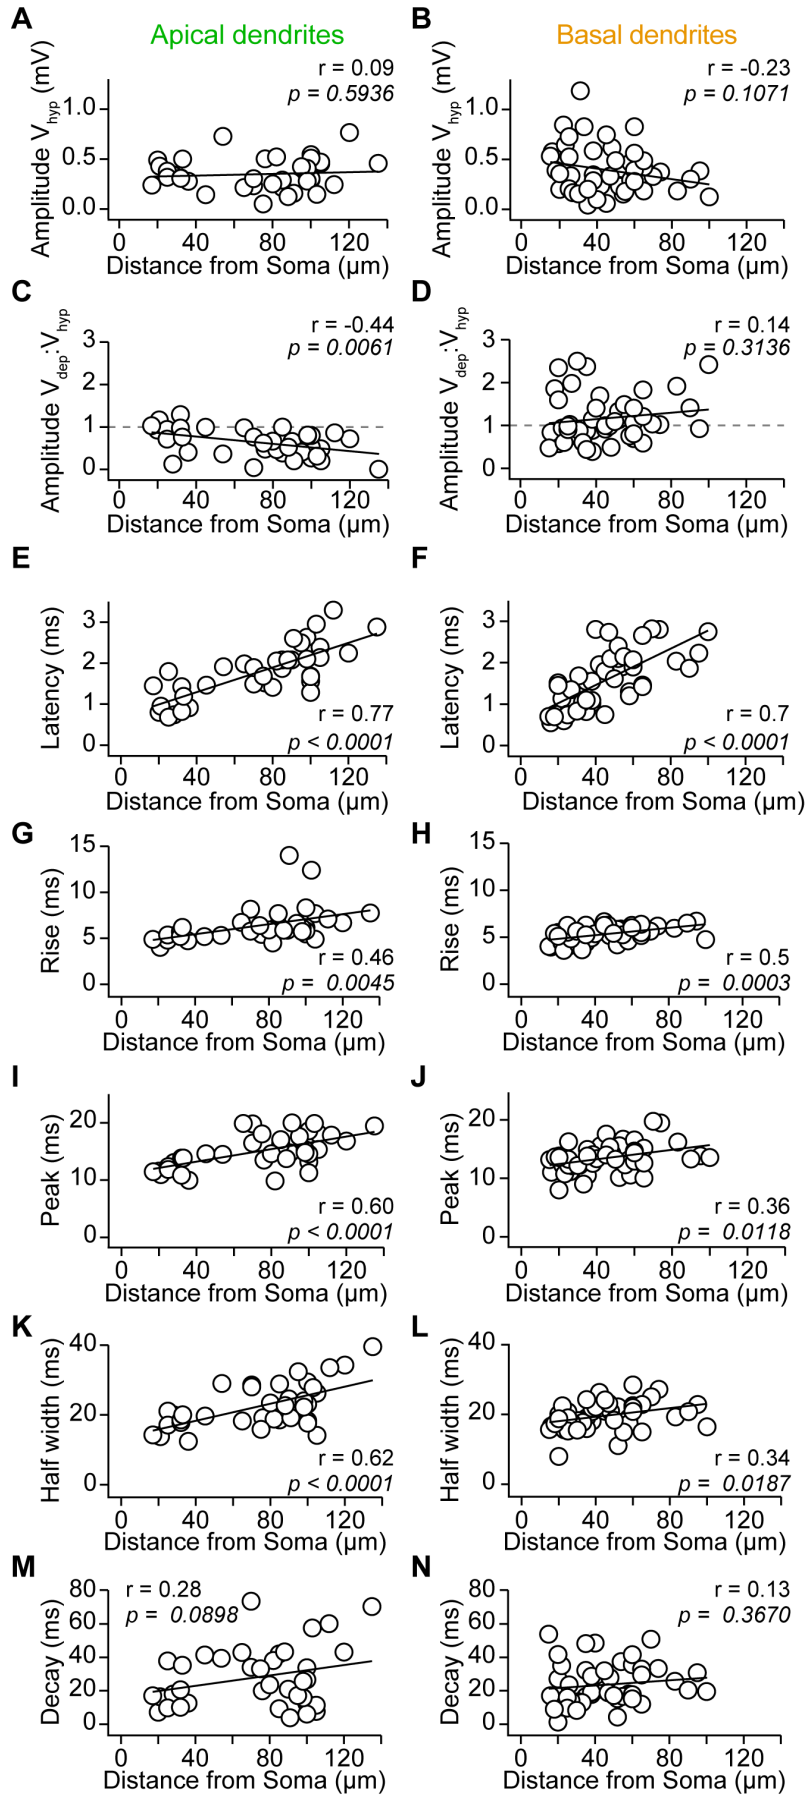 A
Apical dendrites
r = 0.09
p = 0.5936
Amplitude Vhyp (mV)
1.0
0.5
0.0
0 40 80 120
Distance from Soma (µm)
B
Basal dendrites
r = -0.23
p = 0.1071
Amplitude Vhyp (mV)
1.0
0.5
0.0
0 40 80 120
Distance from Soma (µm)
C
r = -0.44
p = 0.0061
Amplitude Vdep:Vhyp
3
2
1
0
0 40 80 120
Distance from Soma (µm)
D
r = 0.14
p = 0.3136
Amplitude Vdep:Vhyp
3
2
1
0
0 40 80 120
Distance from Soma (µm)
E
Latency (ms)
3
2
1
0
r = 0.77
p < 0.0001
0 40 80 120
Distance from Soma (µm)
F
Latency (ms)
3
2
1
0
r = 0.7
p < 0.0001
0 40 80 120
Distance from Soma (µm)
G
Rise (ms)
15
10
5
0
r = 0.46
p = 0.0045
0 40 80 120
Distance from Soma (µm)
H
Rise (ms)
15
10
5
0
r = 0.5
p = 0.0003
0 40 80 120
Distance from Soma (µm)
I
Peak (ms)
20
10
0
r = 0.60
p < 0.0001
0 40 80 120
Distance from Soma (µm)
J
Peak (ms)
20
10
0
r = 0.36
p = 0.0118
0 40 80 120
Distance from Soma (µm)
K
Half width (ms)
40
20
0
r = 0.62
p < 0.0001
0 40 80 120
Distance from Soma (µm)
L
Half width (ms)
40
20
0
r = 0.34
p = 0.0187
0 40 80 120
Distance from Soma (µm)
M
r = 0.28
p = 0.0898
Decay (ms)
80
60
40
20
0
0 40 80 120
Distance from Soma (µm)
N
r = 0.13
p = 0.3670
Decay (ms)
80
60
40
20
0
0 40 80 120
Distance from Soma (µm)